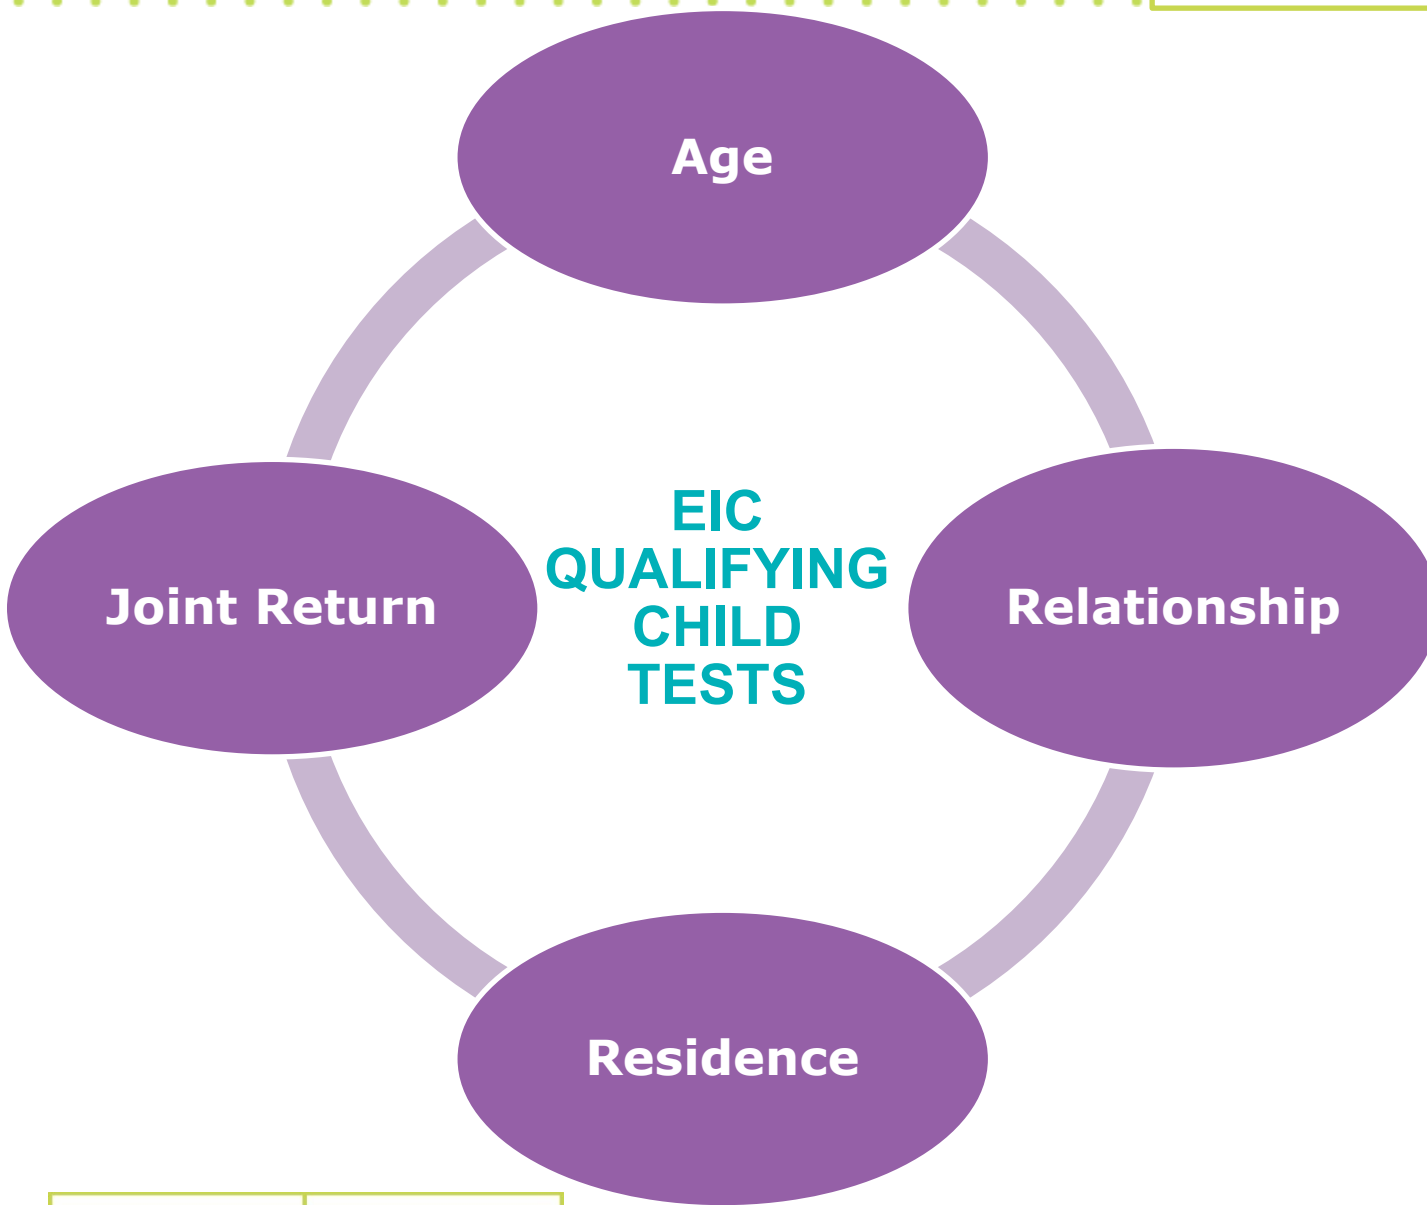 Age
EIC
QUALIFYING
CHILD
TESTS
Joint Return
Relationship
Residence